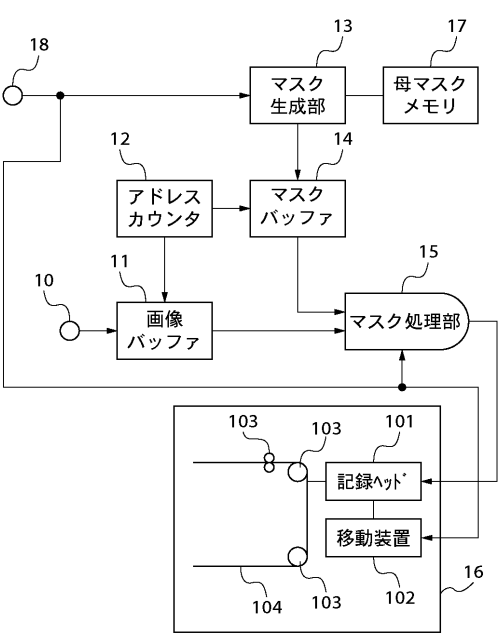 13
17
18
マスク
生成部
母マスク
メモリ
12
14
アドレス
カウンタ
マスク
バッファ
15
10
11
画像
バッファ
マスク処理部
103
103
101
記録ﾍｯﾄﾞ
移動装置
16
104
103
102